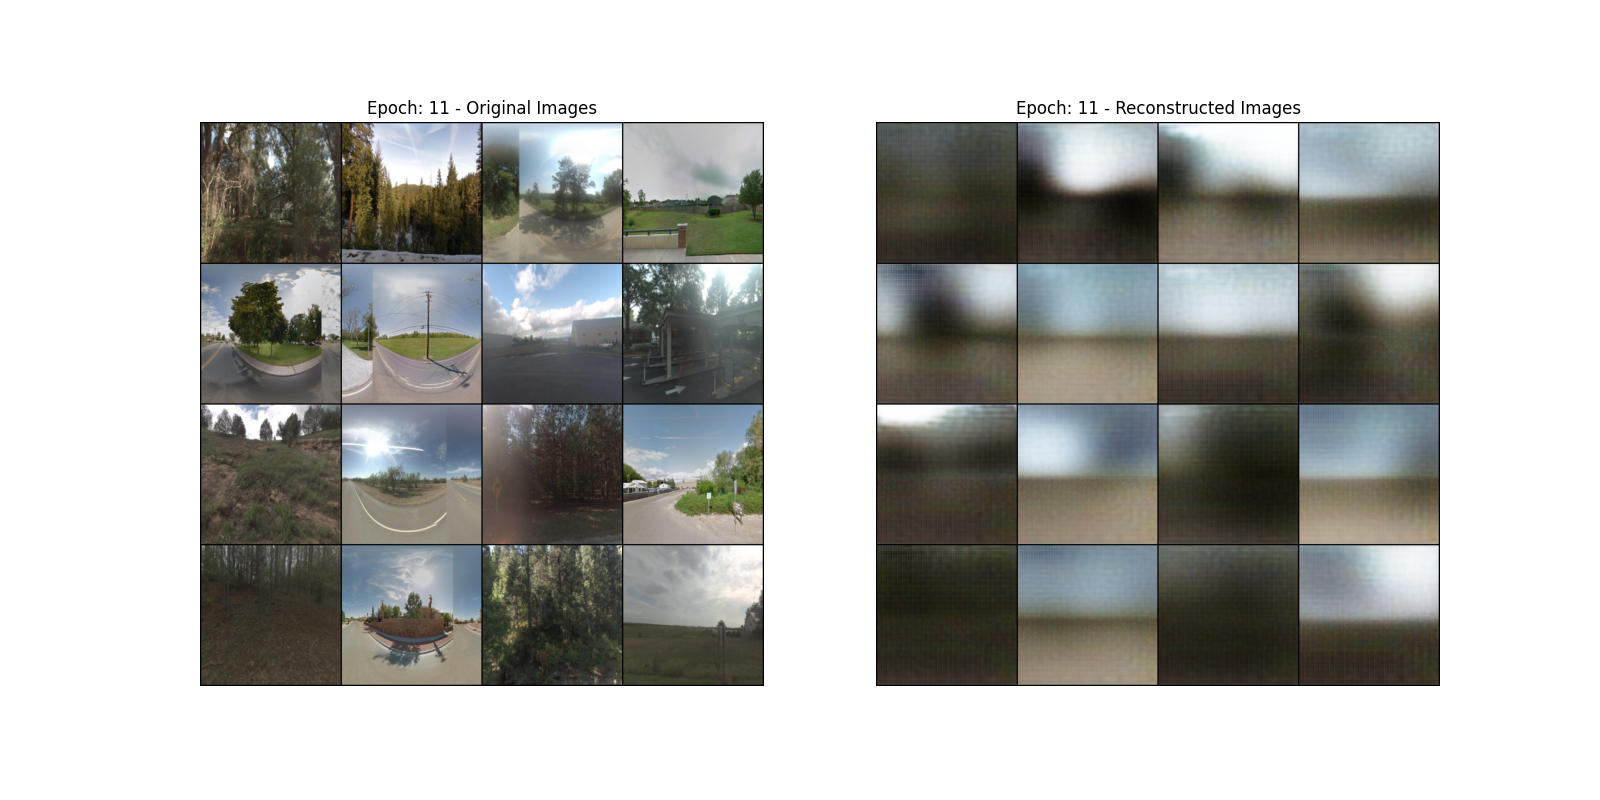 Epoch: 11 - Original Images
Epoch: 11 - Reconstructed Images